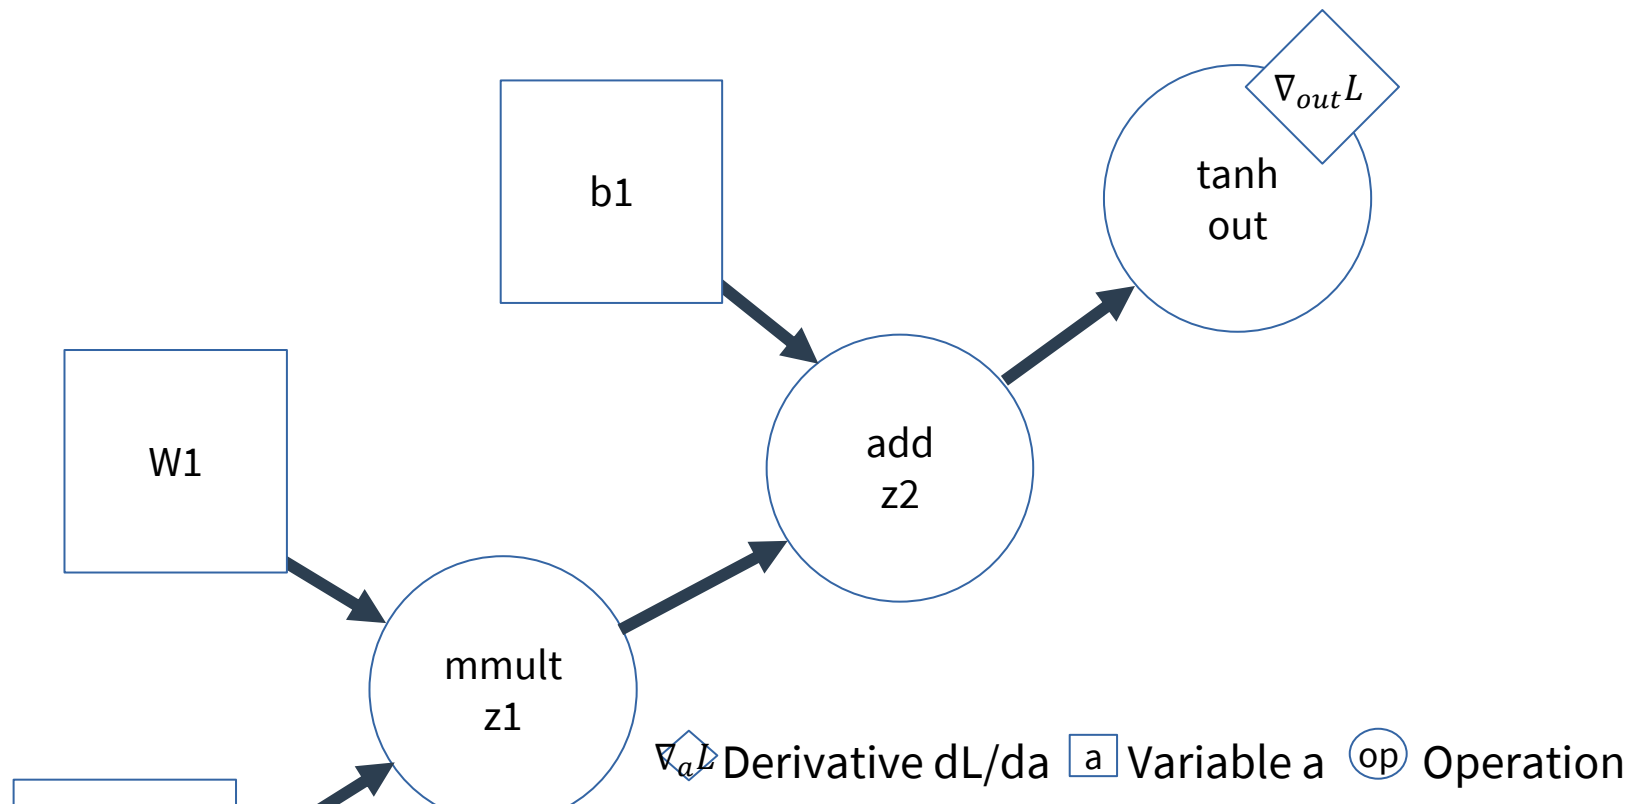 ∇outL
tanh
out
b1
add
z2
W1
mmult
z1
∇aL Derivative dL/da a Variable a op Operation